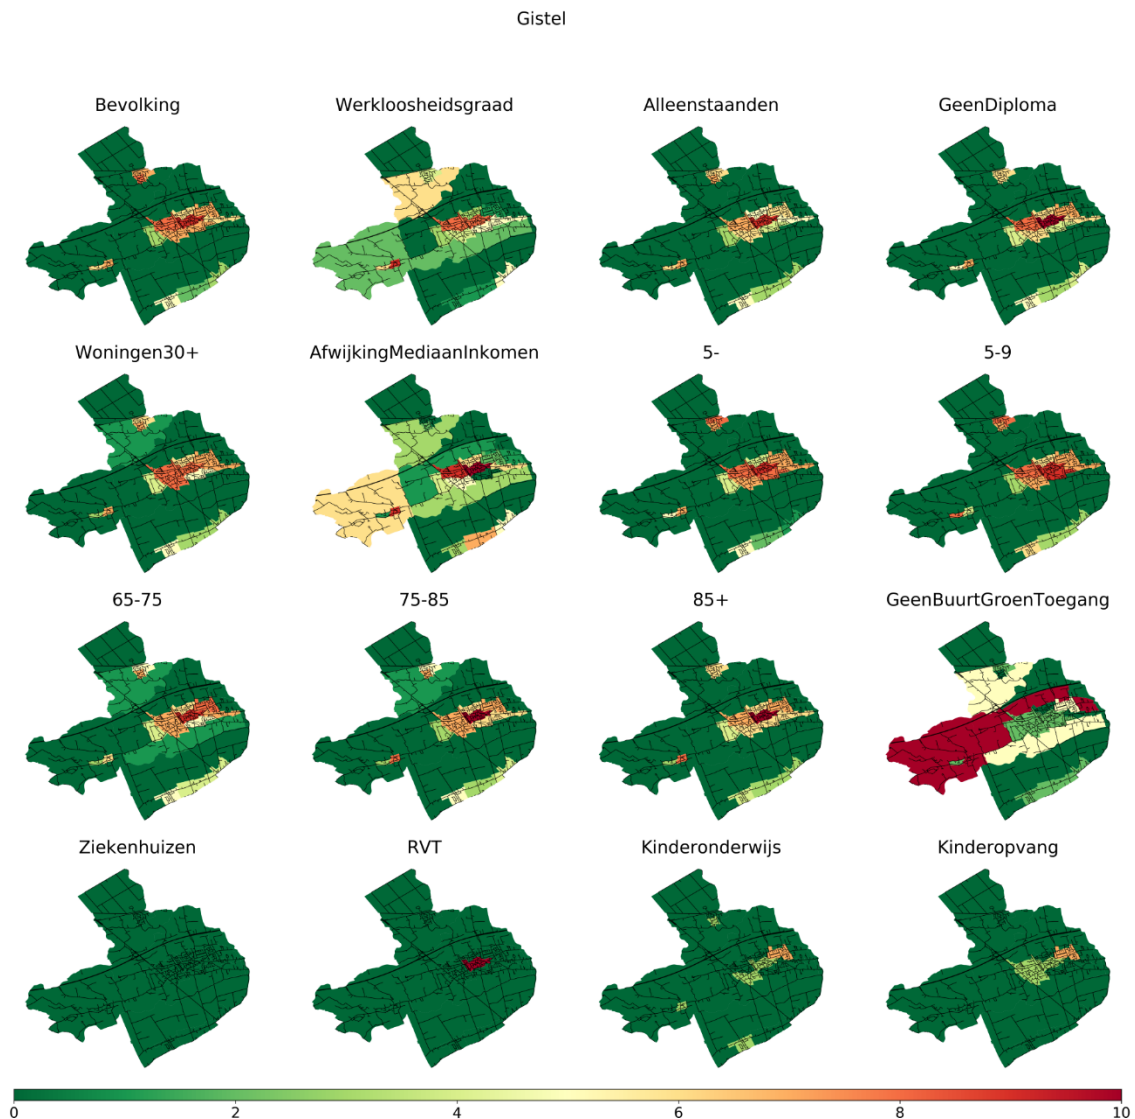 Gistel
Bevolking Werkloosheidsgraad Alleenstaanden GeenDiploma
Woningen30+ AfwijkingMediaanInkomen 5- 5-9
65-75 75-85 85+ GeenBuurtGroenToegang
Ziekenhuizen RVT Kinderonderwijs Kinderopvang
0 2 4 6 8 10